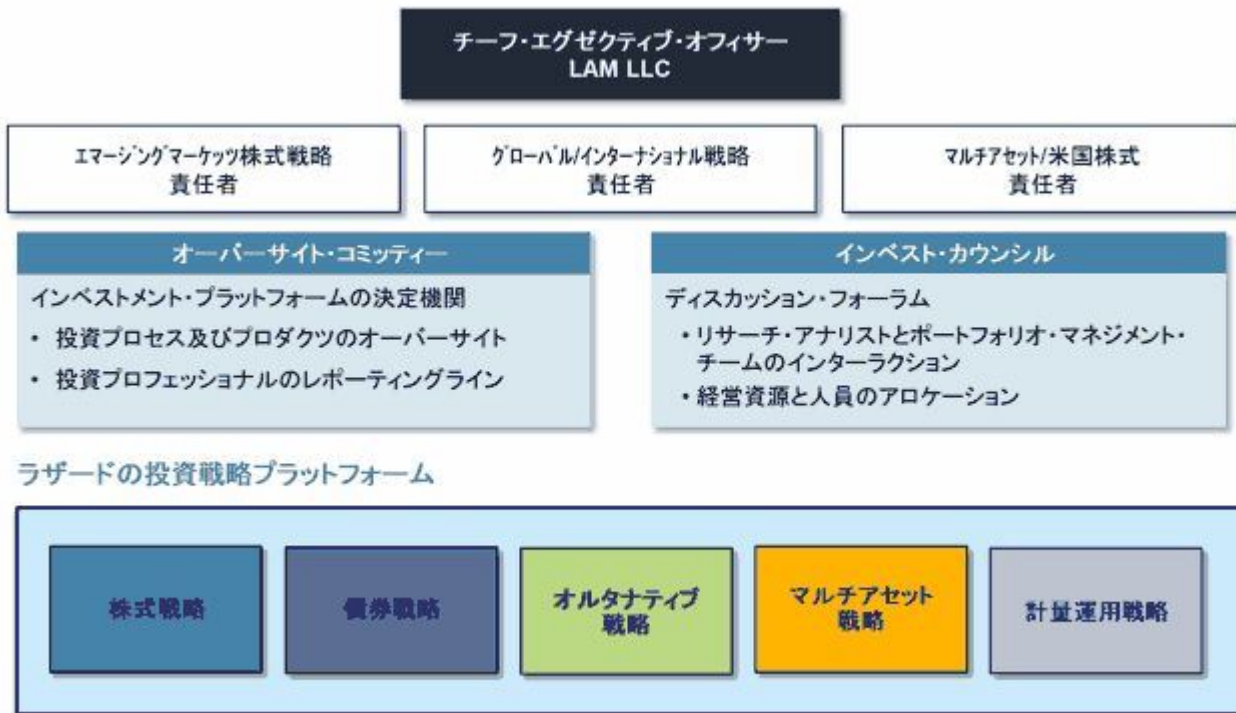 チーフ・エグゼクティブ・オフィサー
LAM LLC
エマージングマーケッツ株式戦略
責任者
グローバル/インターナショナル戦略
責任者
マルチアセット/米国株式
責任者
オーバーサイト・コミッティー
インベストメント・プラットフォームの決定機関
• 投資プロセス及びプロダクツのオーバーサイト
• 投資プロフェッショナルのレポーティングライン
インベスト・カウンシル
ディスカッション・フォーラム
・リサーチ・アナリストとポートフォリオ・マネジメント・
チームのインターラクション
・経営資源と人員のアロケーション
ラザードの投資戦略プラットフォーム
株式戦略
債券戦略
オルタナティブ
戦略
マルチアセット
戦略
計量運用戦略